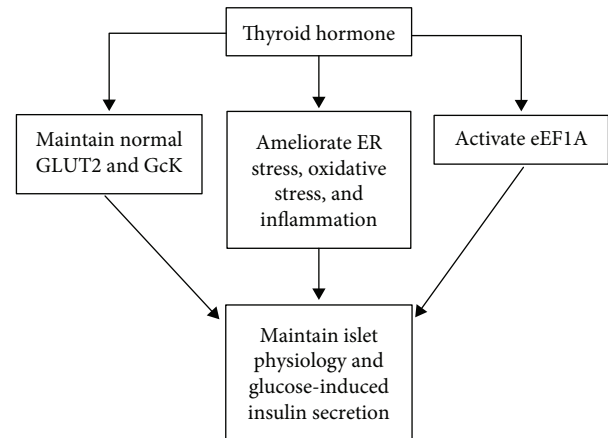 Thyroid hormone
Maintain normal
GLUT2 and GcK
Ameliorate ER
stress, oxidative
stress, and
inflammation
Activate eEF1A
Maintain islet
physiology and
glucose-induced
insulin secretion